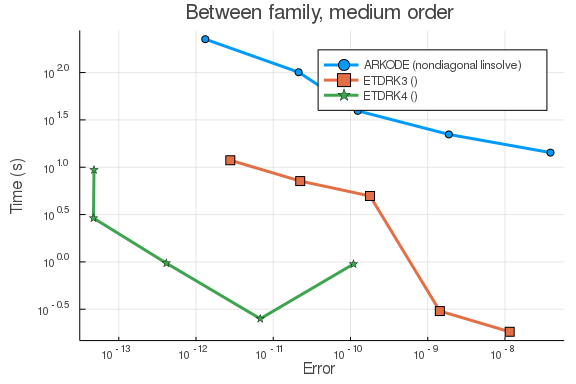 Between family, medium order
Time (s)
10^2.0
10^1.5
10^1.0
10^0.5
10^0.0
10^-0.5
ARKODE (nondiagonal linsolve)
ETDRK3 ()
ETDRK4 ()
10^-13 10^-12 10^-11 10^-10 10^-9 10^-8
Error